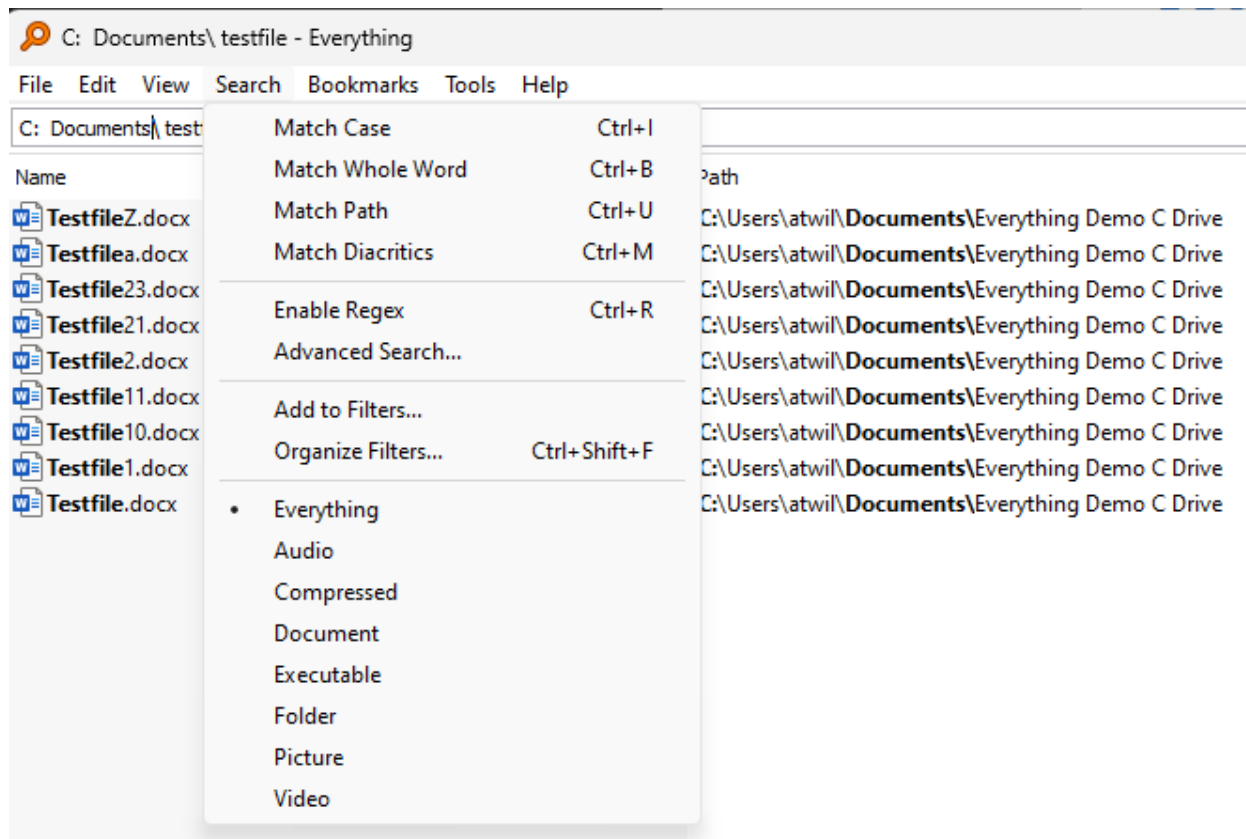 C: Documents\ testfile - Everything
File Edit View Search Bookmarks Tools Help
C: Documents\
Name Path
TestfileZ.docx C:\Users\atwil\Documents\Everything Demo C Drive
Testfilea.docx C:\Users\atwil\Documents\Everything Demo C Drive
Testfile23.docx C:\Users\atwil\Documents\Everything Demo C Drive
Testfile21.docx C:\Users\atwil\Documents\Everything Demo C Drive
Testfile2.docx C:\Users\atwil\Documents\Everything Demo C Drive
Testfile11.docx C:\Users\atwil\Documents\Everything Demo C Drive
Testfile10.docx C:\Users\atwil\Documents\Everything Demo C Drive
Testfile1.docx C:\Users\atwil\Documents\Everything Demo C Drive
Testfile.docx C:\Users\atwil\Documents\Everything Demo C Drive
Match Case Ctrl+I
Match Whole Word Ctrl+B
Match Path Ctrl+U
Match Diacritics Ctrl+M
Enable Regex Ctrl+R
Advanced Search...
Add to Filters...
Organize Filters... Ctrl+Shift+F
• Everything
Audio
Compressed
Document
Executable
Folder
Picture
Video